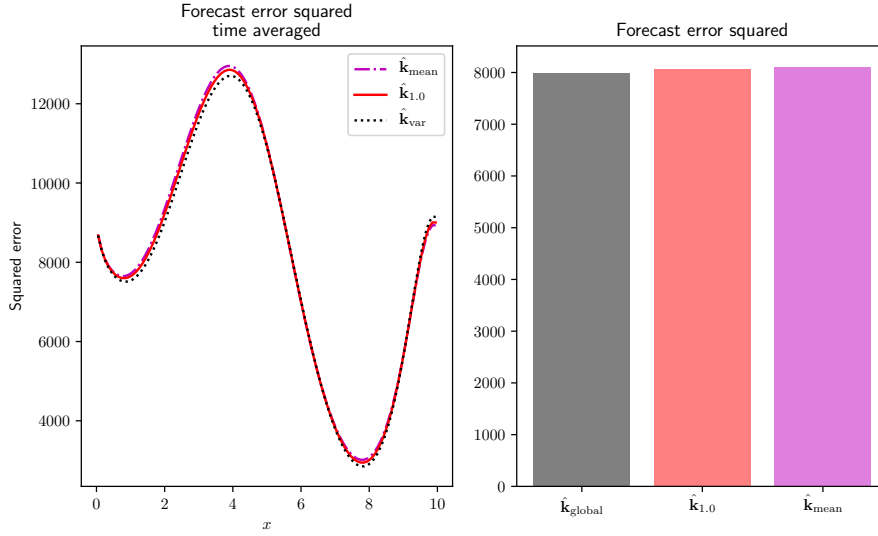 Forecast error squared
time averaged
12000
10000
8000
6000
4000
Squared error
0
2
4
6
8
10
x
k̂mean
k̂1.0
k̂var
Forecast error squared
8000
7000
6000
5000
4000
3000
2000
1000
0
k̂global
k̂1.0
k̂mean